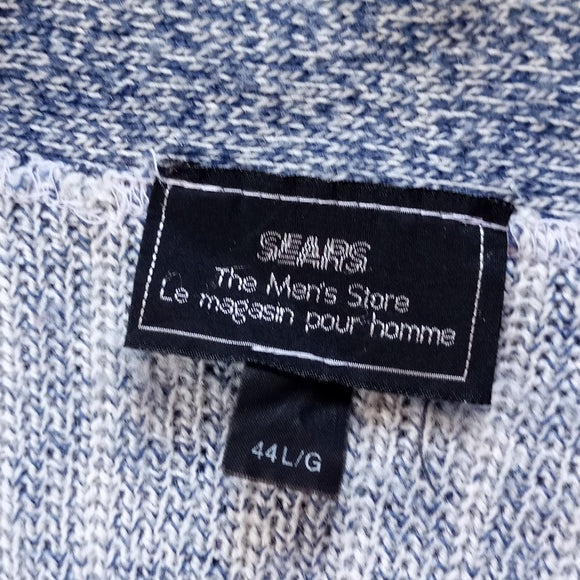 SEARS
The Men's Store
Le magasin pour homme
44 L/G